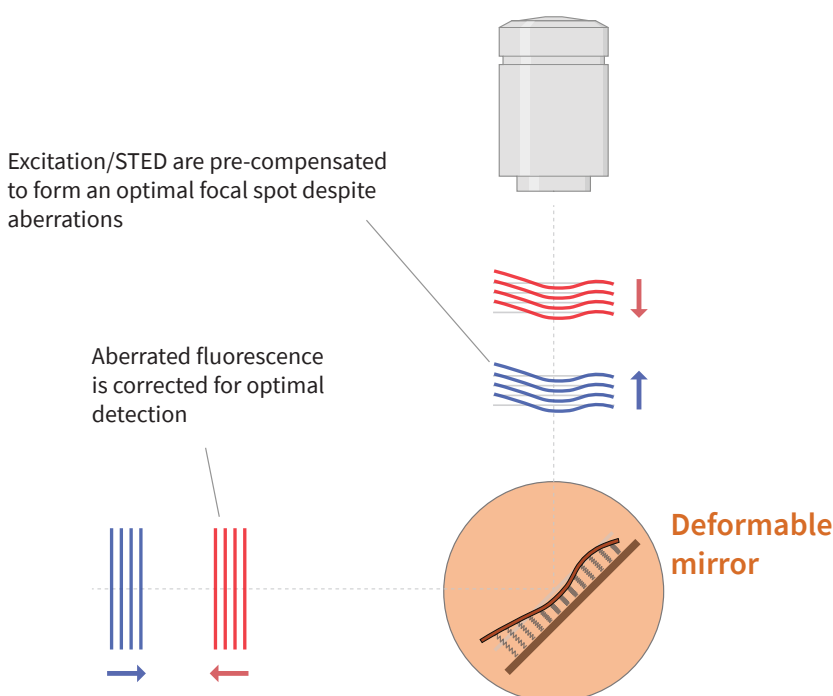 Excitation/STED are pre-compensated
to form an optimal focal spot despite
aberrations
Aberrated fluorescence
is corrected for optimal
detection
Deformable
mirror